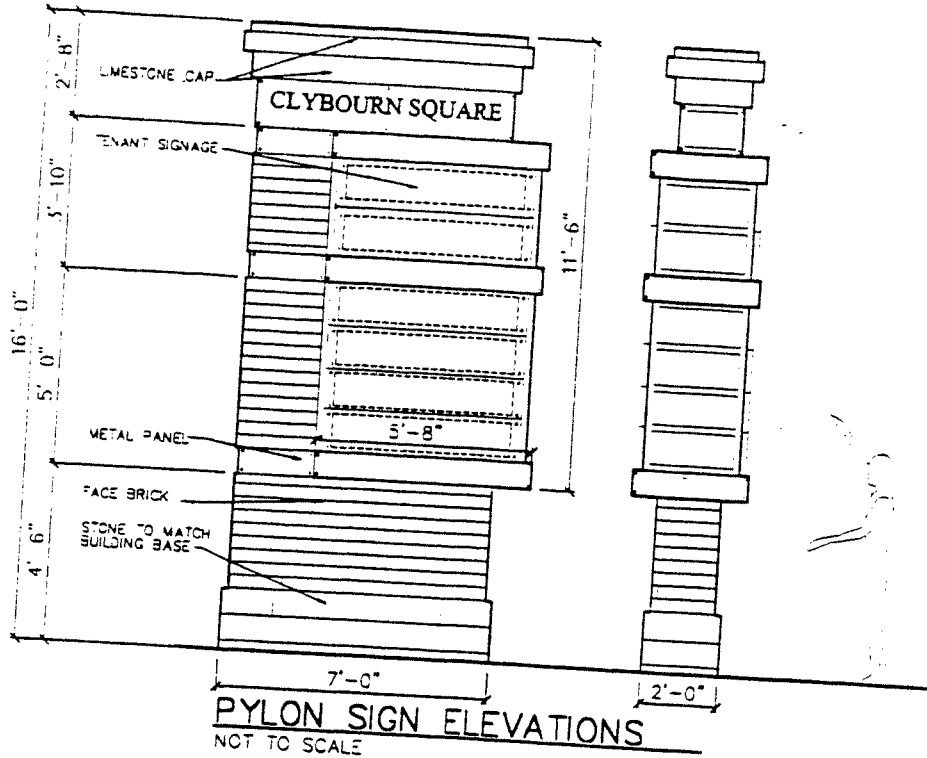 2'-8"
LIMESTONE CAP
CLYBOURN SQUARE
TENANT SIGNAGE
3'-10"
11'-6"
16'-0"
5' 0"
5'-8"
METAL PANEL
FACE BRICK
STONE TO MATCH
BUILDING BASE
4' 6"
7'-0"
2'-0"
PYLON SIGN ELEVATIONS
NOT TO SCALE